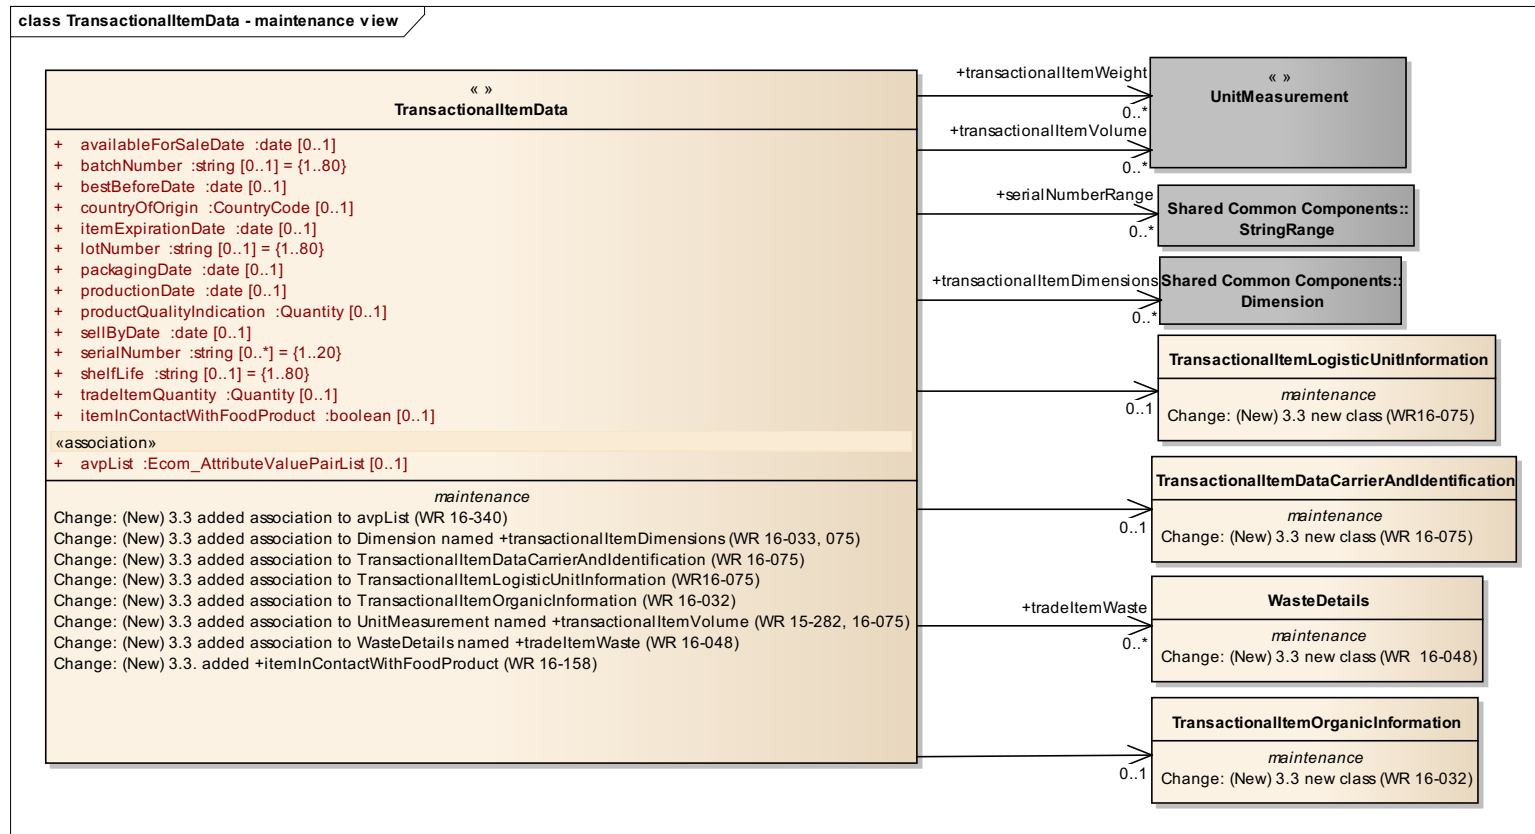 class TransactionalItemData - maintenance view
« »
TransactionalItemData
+ availableForSaleDate :date [0..1]
+ batchNumber :string [0..1] = {1..80}
+ bestBeforeDate :date [0..1]
+ countryOfOrigin :CountryCode [0..1]
+ itemExpirationDate :date [0..1]
+ lotNumber :string [0..1] = {1..80}
+ packagingDate :date [0..1]
+ productionDate :date [0..1]
+ productQualityIndication :Quantity [0..1]
+ sellByDate :date [0..1]
+ serialNumber :string [0..*] = {1..20}
+ shelfLife :string [0..1] = {1..80}
+ tradeItemQuantity :Quantity [0..1]
+ itemInContactWithFoodProduct :boolean [0..1]
«association»
+ avpList :Ecom_AttributeValuePairList [0..1]
maintenance
Change: (New) 3.3 added association to avpList (WR 16-340)
Change: (New) 3.3 added association to Dimension named +transactionalItemDimensions (WR 16-033, 075)
Change: (New) 3.3 added association to TransactionalItemDataCarrierAndIdentification (WR 16-075)
Change: (New) 3.3 added association to TransactionalItemLogisticUnitInformation (WR16-075)
Change: (New) 3.3 added association to TransactionalItemOrganicInformation (WR 16-032)
Change: (New) 3.3 added association to UnitMeasurement named +transactionalItemVolume (WR 15-282, 16-075)
Change: (New) 3.3 added association to WasteDetails named +tradeItemWaste (WR 16-048)
Change: (New) 3.3. added +itemInContactWithFoodProduct (WR 16-158)
+transactionalItemWeight
0..*
+transactionalItemVolume
0..*
« »
UnitMeasurement
+serialNumberRange
0..*
Shared Common Components::
StringRange
+transactionalItemDimensions
0..*
Shared Common Components::
Dimension
0..1
TransactionalItemLogisticUnitInformation
maintenance
Change: (New) 3.3 new class (WR16-075)
0..1
TransactionalItemDataCarrierAndIdentification
maintenance
Change: (New) 3.3 new class (WR 16-075)
+tradeItemWaste
0..*
WasteDetails
maintenance
Change: (New) 3.3 new class (WR 16-048)
0..1
TransactionalItemOrganicInformation
maintenance
Change: (New) 3.3 new class (WR 16-032)